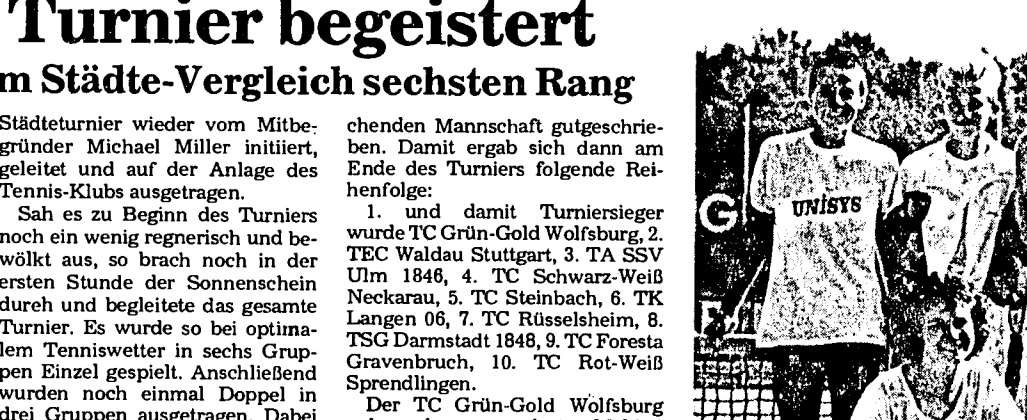 Turnier begeistert
m Städte-Vergleich sechsten Rang
Städteturnier wieder vom Mitbe-
gründer Michael Miller initiiert,
geleitet und auf der Anlage des
Tennis-Klubs ausgetragen.
Sah es zu Beginn des Turniers
noch ein wenig regnerisch und be-
wölkt aus, so brach noch in der
ersten Stunde der Sonnenschein
dureh und begleitete das gesamte
Turnier. Es wurde so bei optima-
lem Tenniswetter in sechs Grup-
pen Einzel gespielt. Anschließend
wurden noch einmal Doppel in
drei Gruppen ausgetragen. Dabei
chenden Mannschaft gutgeschrie-
ben. Damit ergab sich dann am
Ende des Turniers folgende Rei-
henfolge:
1. und damit Turniersieger
wurde TC Grün-Gold Wolfsburg, 2.
TEC Waldau Stuttgart, 3. TA SSV
Ulm 1846, 4. TC Schwarz-Weiß
Neckarau, 5. TC Steinbach, 6. TK
Langen 06, 7. TC Rüsselsheim, 8.
TSG Darmstadt 1848, 9. TC Foresta
Gravenbruch, 10. TC Rot-Weiß
Sprendlingen.
Der TC Grün-Gold Wolfsburg
G
UNISYS